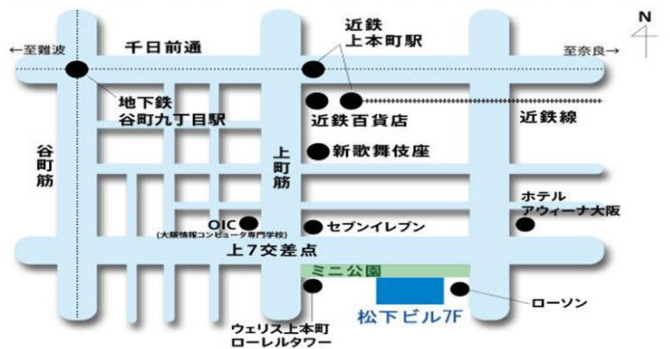 N
近鉄
上本町駅
←至難波
千日前通
至奈良→
地下鉄
谷町九丁目駅
近鉄百貨店
近鉄線
谷町筋
上町筋
新歌舞伎座
ホテル
アウィーナ大阪
OIC
(大阪情報コンピュータ専門学校)
セブンイレブン
上7交差点
ミニ公園
ローソン
松下ビル7F
ウェリス上本町
ローレルタワー